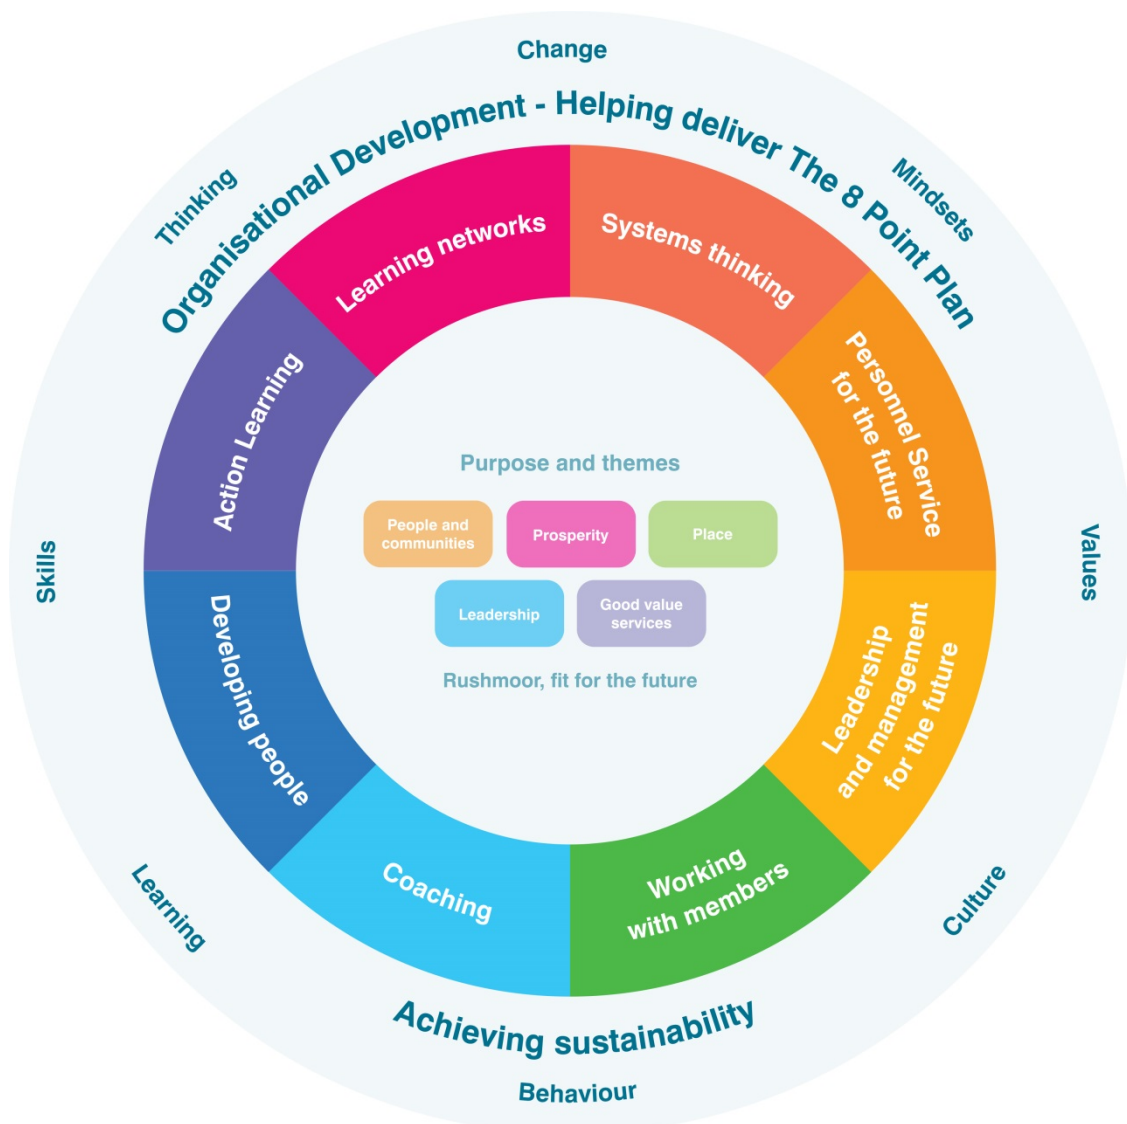 Change
Mindsets
Values
Culture
Behaviour
Learning
Skills
Thinking
Organisational Development - Helping deliver The 8 Point Plan
Learning networks
Systems thinking
Personnel Service
for the future
Leadership
and management
for the future
Working
with members
Coaching
Developing people
Action Learning
Purpose and themes
People and
communities
Prosperity
Place
Leadership
Good value
services
Rushmoor, fit for the future
Achieving sustainability